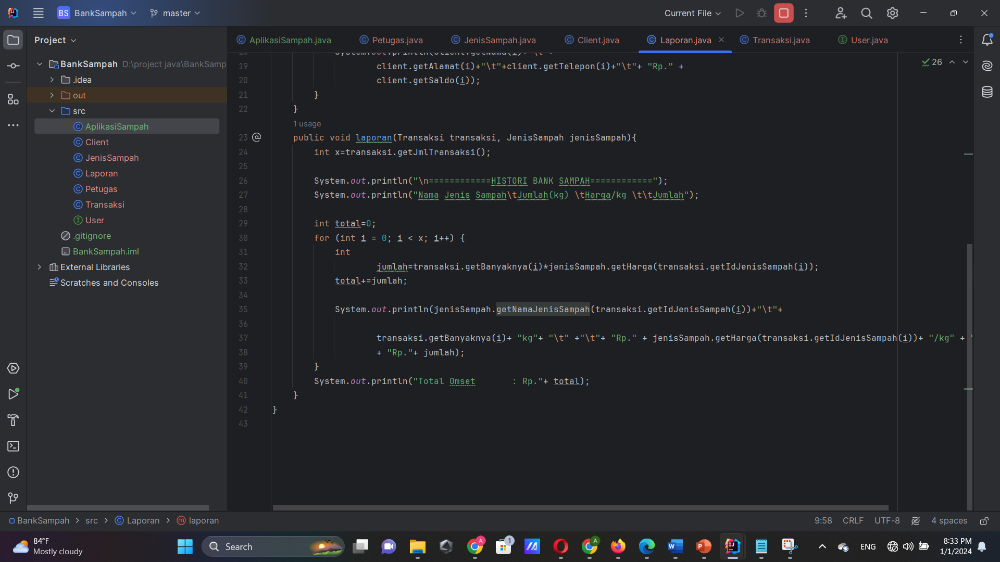 BS BankSampah master Current File
Project
AplikasiSampah.java Petugas.java JenisSampah.java Client.java Laporan.java Transaksi.java User.java
BankSampah D:\project java\BankSamp
.idea
out
src
AplikasiSampah
Client
JenisSampah
Laporan
Petugas
Transaksi
User
.gitignore
BankSampah.iml
External Libraries
Scratches and Consoles
26
19 client.getAlamat(i)+"\t"+client.getTelepon(i)+"\t"+ "Rp." +
20 client.getSaldo(i));
21 }
22 }
1 usage
23 @ public void laporan(Transaksi transaksi, JenisSampah jenisSampah){
24 int x=transaksi.getJmlTransaksi();
25
26 System.out.println("\n============HISTORI BANK SAMPAH============");
27 System.out.println("Nama Jenis Sampah\tJumlah(kg) \tHarga/kg \t\tJumlah");
28
29 int total=0;
30 for (int i = 0; i < x; i++) {
31 int
32 jumlah=transaksi.getBanyaknya(i)*jenisSampah.getHarga(transaksi.getIdJenisSampah(i));
33 total+=jumlah;
34
35 System.out.println(jenisSampah.getNamaJenisSampah(transaksi.getIdJenisSampah(i))+"\t"+
36
37 transaksi.getBanyaknya(i)+ "kg"+ "\t" +"\t"+ "Rp." + jenisSampah.getHarga(transaksi.getIdJenisSampah(i))+ "/kg" +
38 + "Rp."+ jumlah);
39 }
40 System.out.println("Total Omset       : Rp."+ total);
41 }
42 }
43
BankSampah > src > Laporan > laporan
9:58 CRLF UTF-8 4 spaces
84°F
Mostly cloudy
Search
1
ENG
8:33 PM
1/1/2024